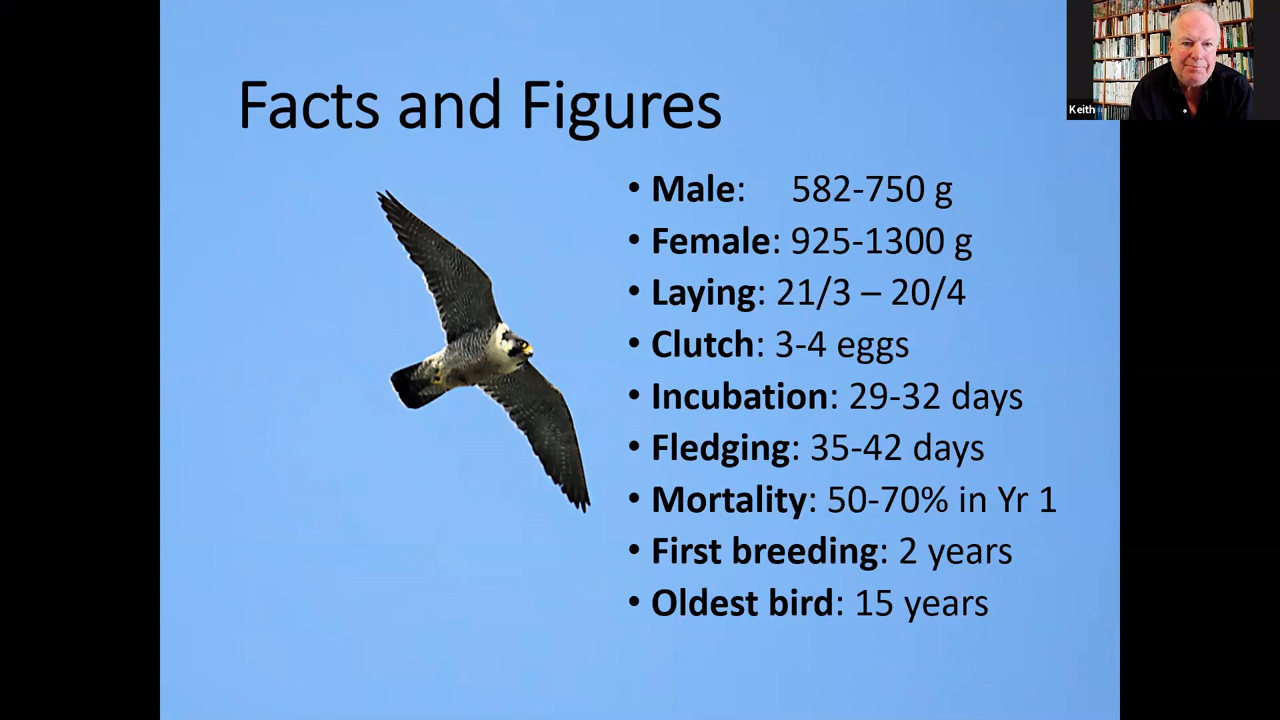 Facts and Figures
Keith
• Male: 582-750 g
• Female: 925-1300 g
• Laying: 21/3 – 20/4
• Clutch: 3-4 eggs
• Incubation: 29-32 days
• Fledging: 35-42 days
• Mortality: 50-70% in Yr 1
• First breeding: 2 years
• Oldest bird: 15 years